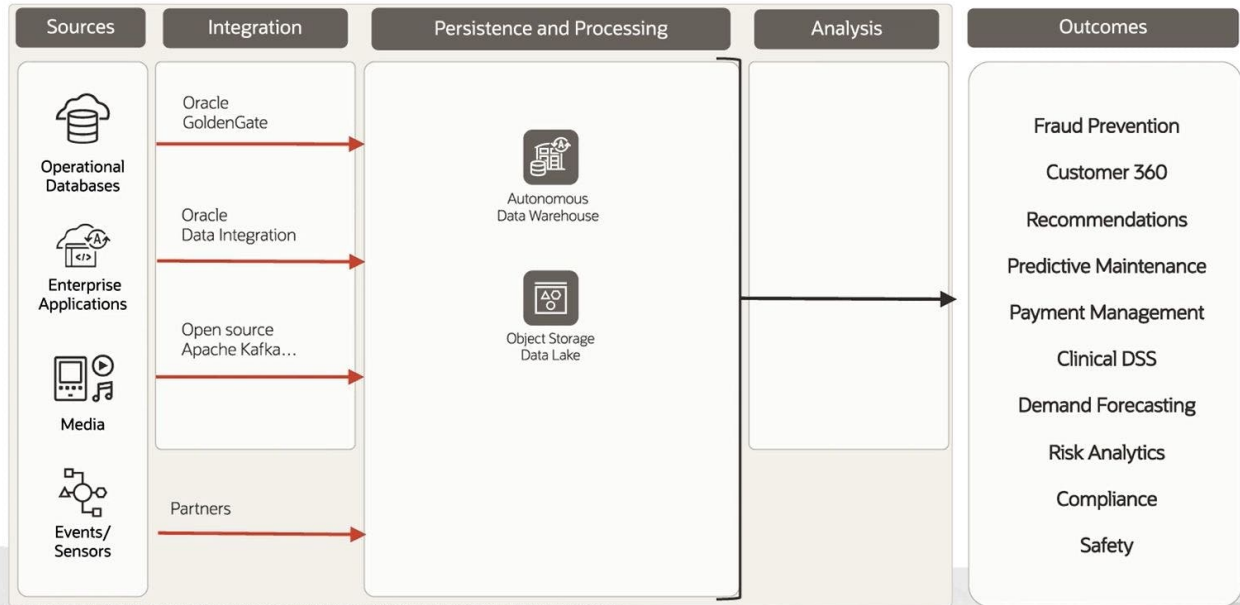 Sources
Integration
Persistence and Processing
Analysis
Outcomes
Operational
Databases
Enterprise
Applications
Media
Events/
Sensors
Oracle
GoldenGate
Oracle
Data Integration
Open source
Apache Kafka...
Partners
Autonomous
Data Warehouse
Object Storage
Data Lake
Fraud Prevention
Customer 360
Recommendations
Predictive Maintenance
Payment Management
Clinical DSS
Demand Forecasting
Risk Analytics
Compliance
Safety